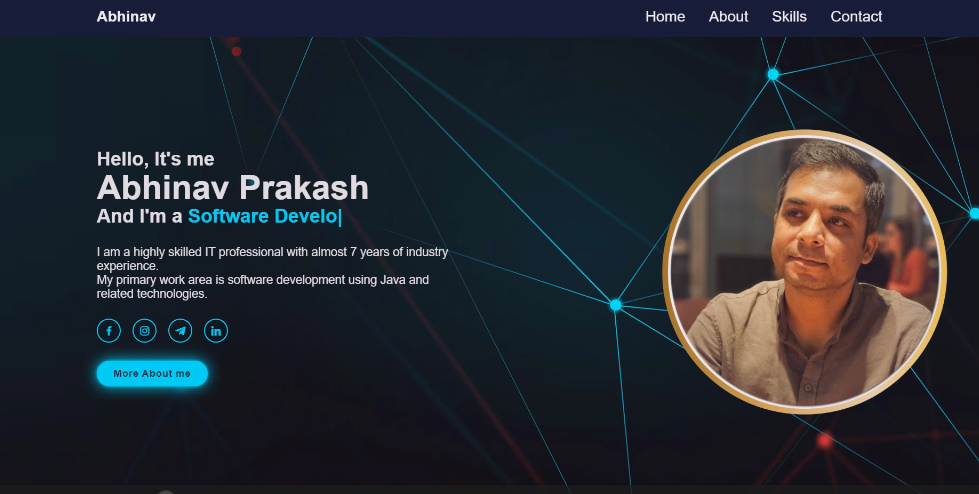 Abhinav
Home About Skills Contact
Hello, It's me
Abhinav Prakash
And I'm a Software Develo|
I am a highly skilled IT professional with almost 7 years of industry
experience.
My primary work area is software development using Java and
related technologies.
More About me